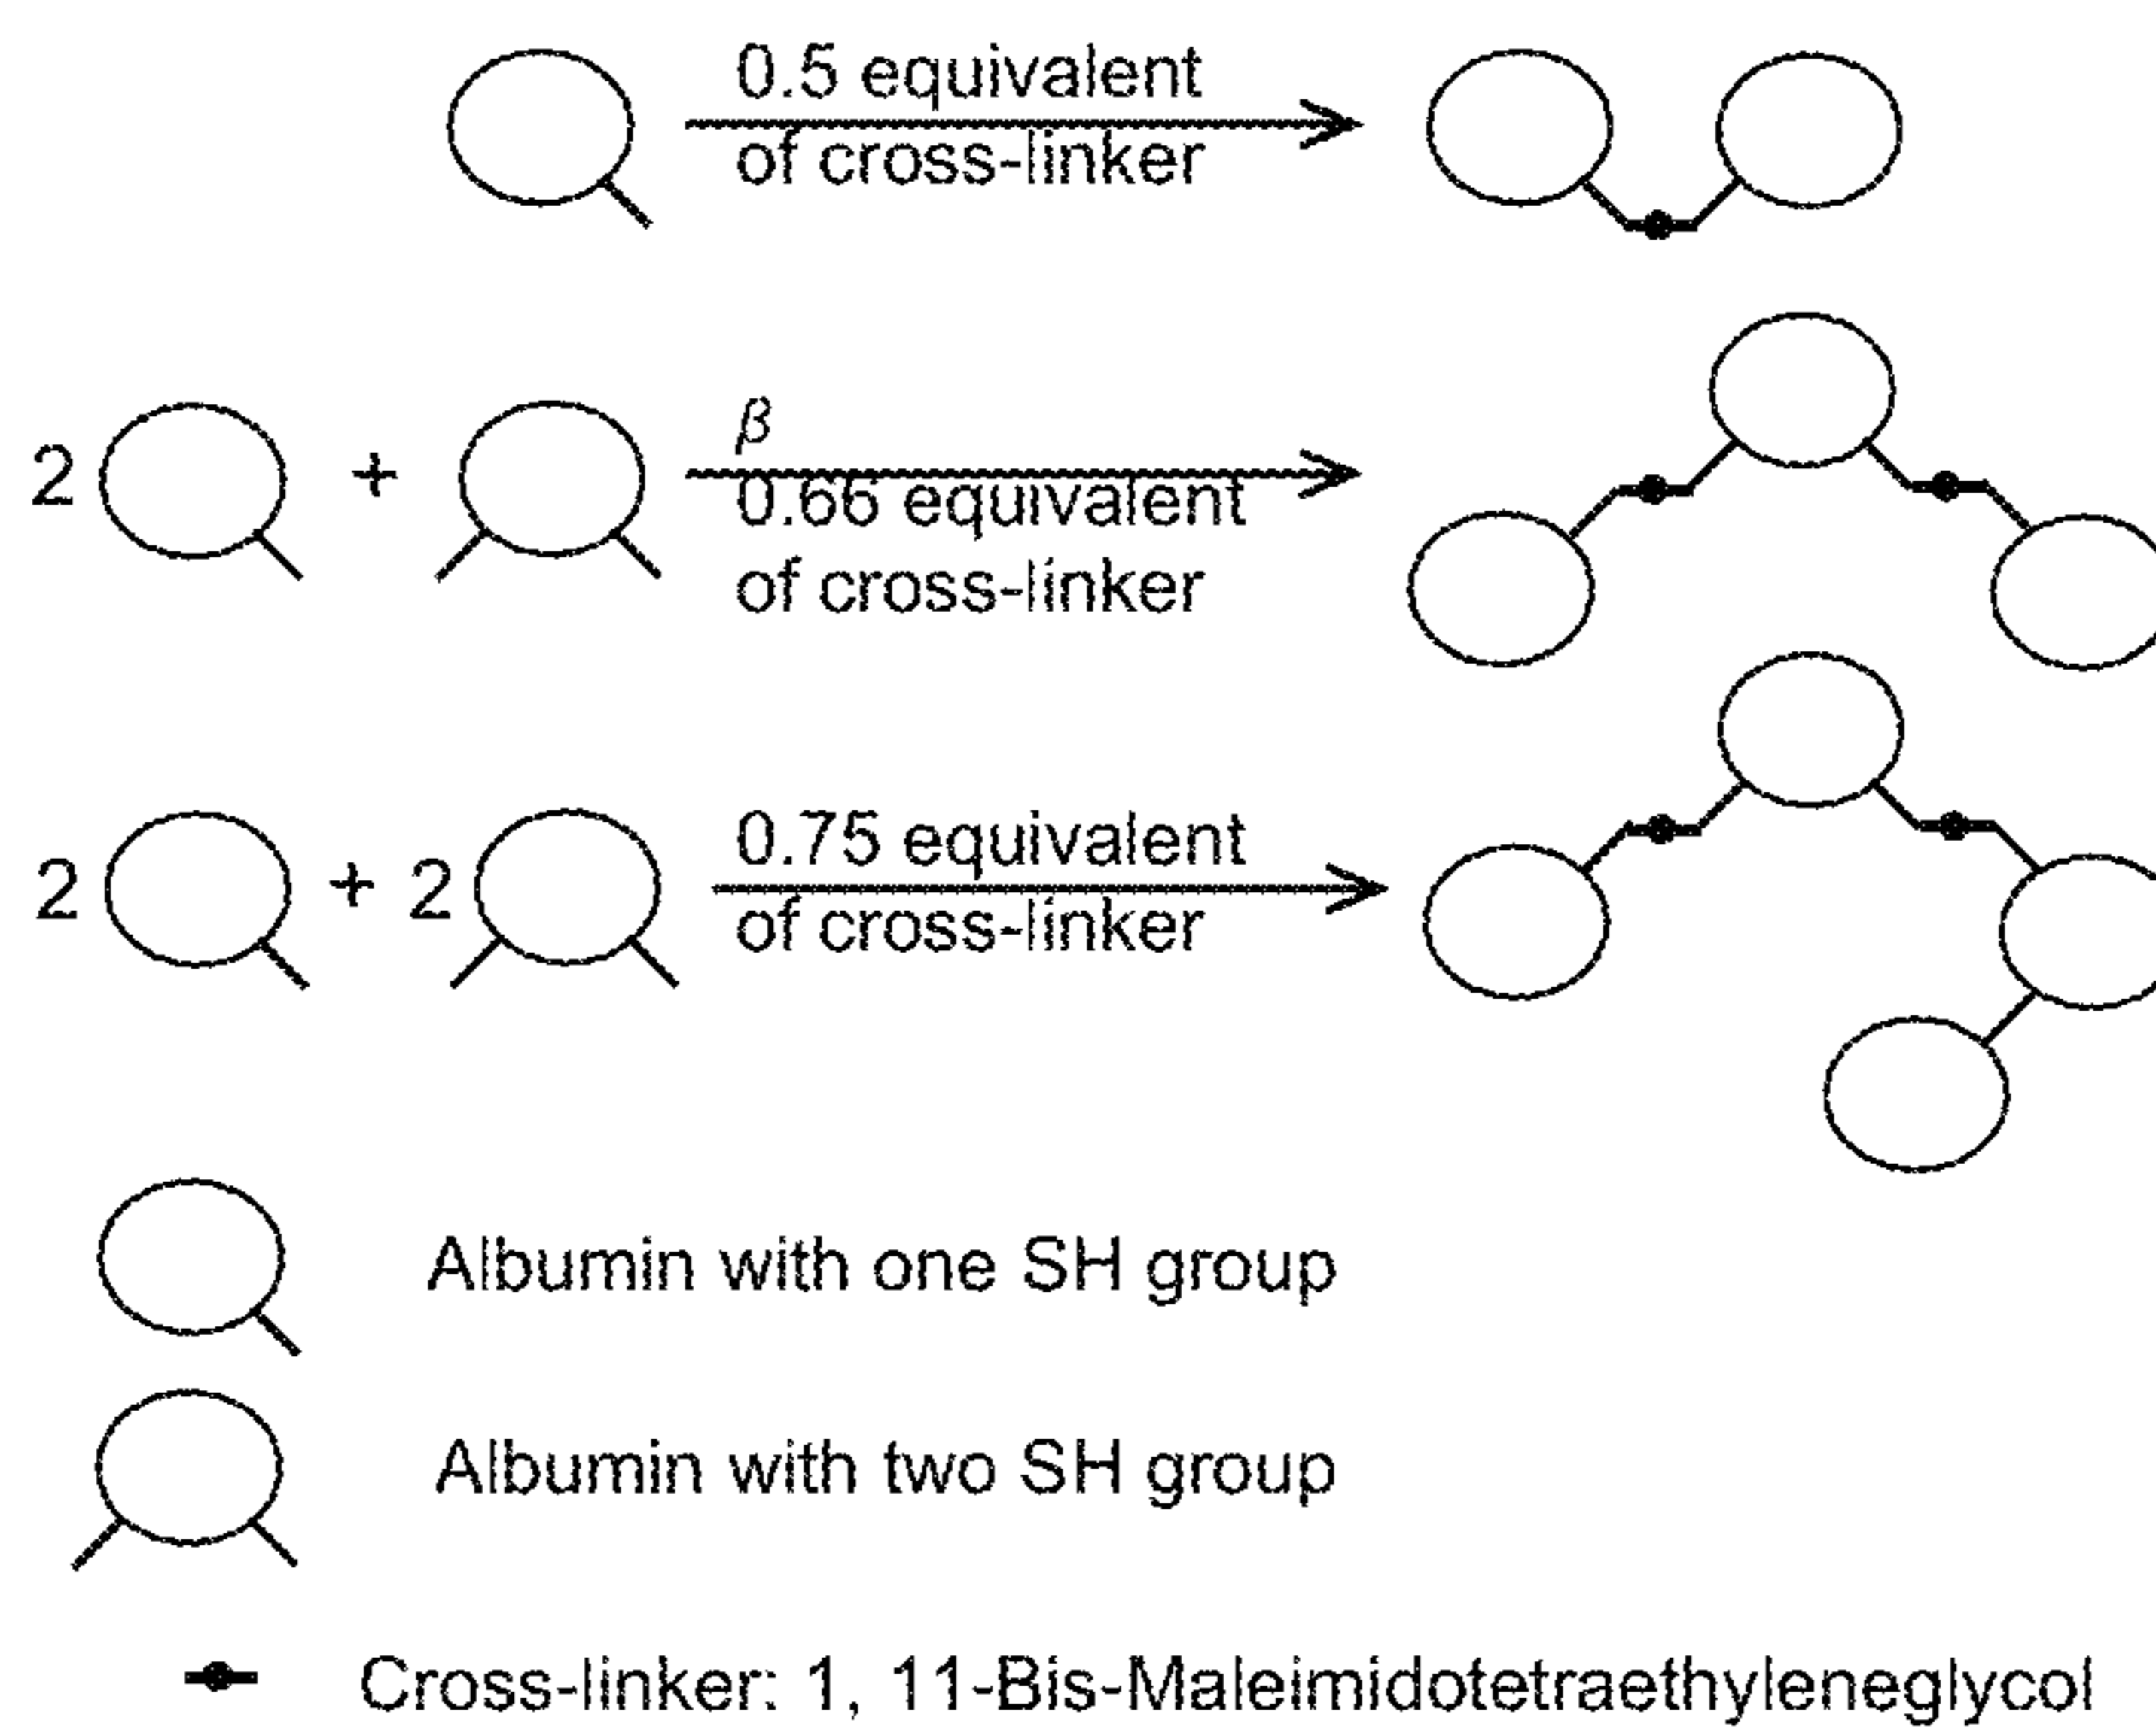 0.5 equivalent
of cross-linker
β
2 +
0.66 equivalent
of cross-linker
0.75 equivalent
2 + 2
of cross-linker
Albumin with one SH group
Albumin with two SH group
Cross-linker: 1, 11-Bis-Maleimidotetraethyleneglycol